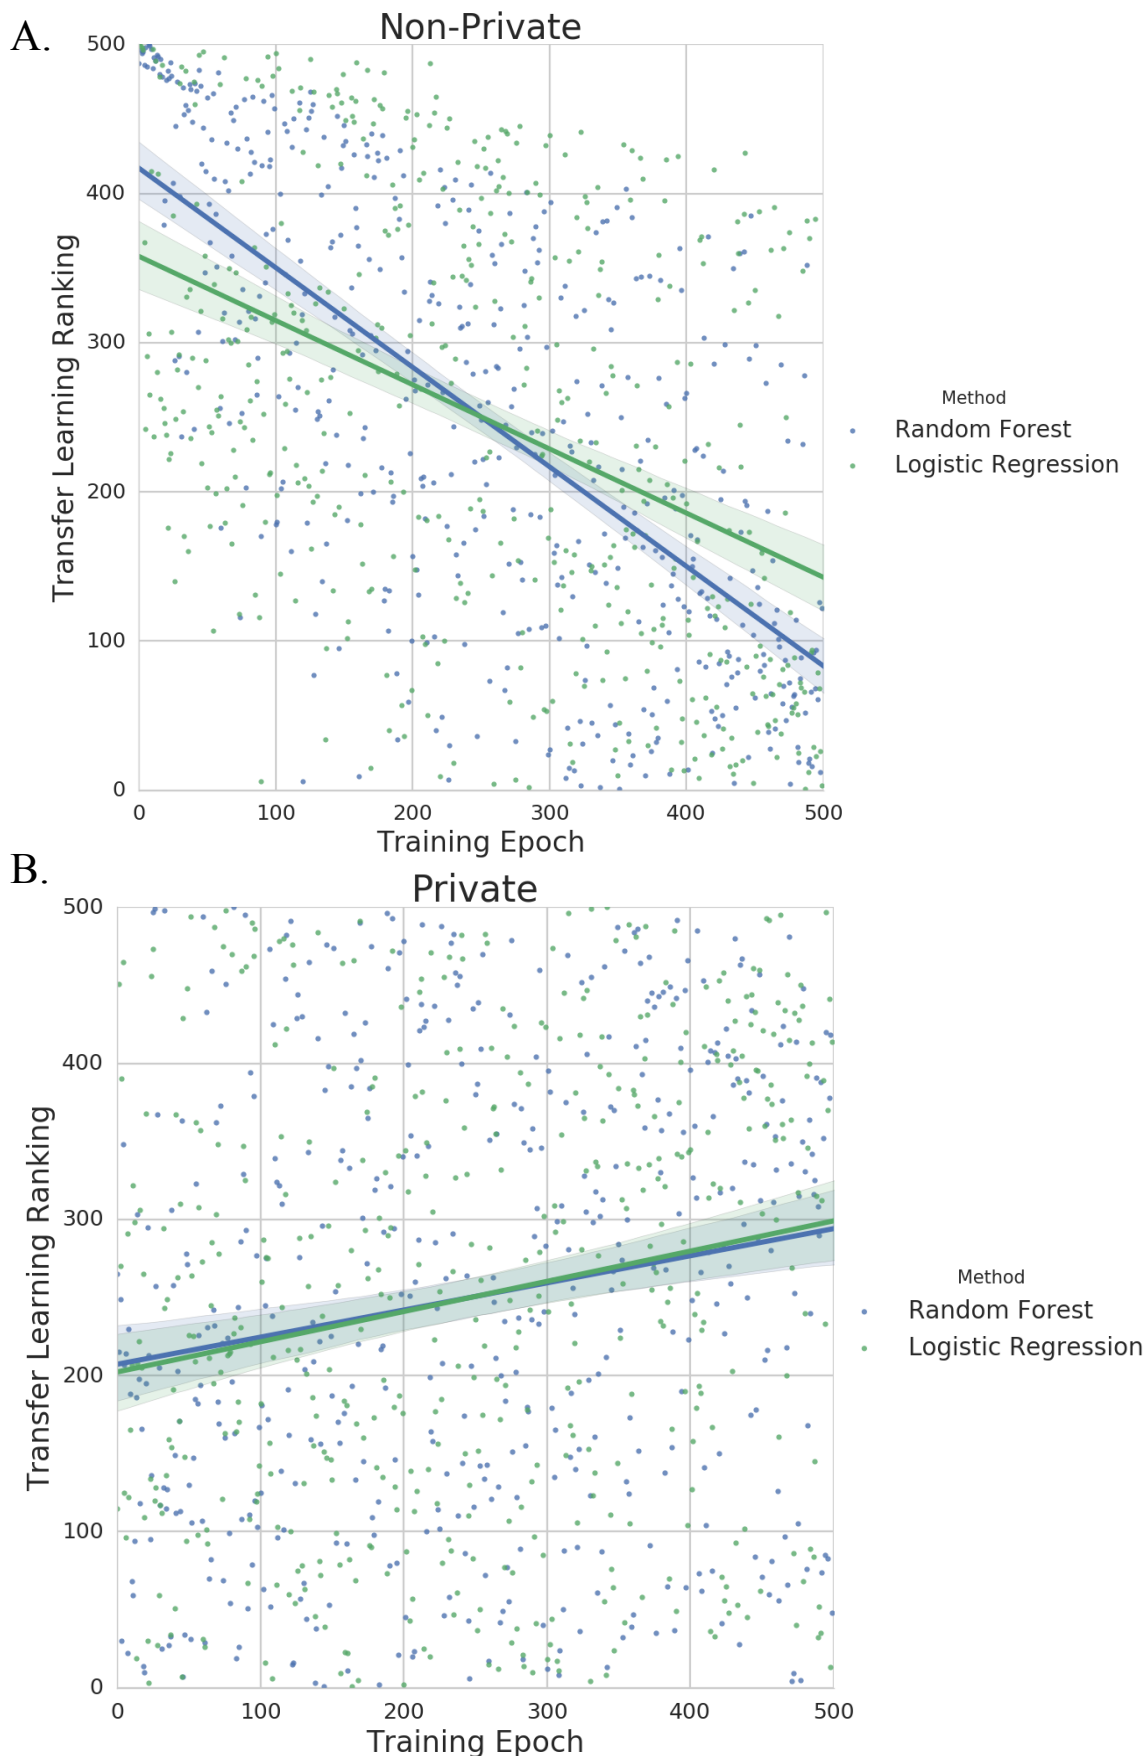 A.
Non-Private
500
400
300
200
100
0
Transfer Learning Ranking
0 100 200 300 400 500
Training Epoch
Method
Random Forest
Logistic Regression
B.
Private
500
400
300
200
100
0
Transfer Learning Ranking
0 100 200 300 400 500
Training Epoch
Method
Random Forest
Logistic Regression